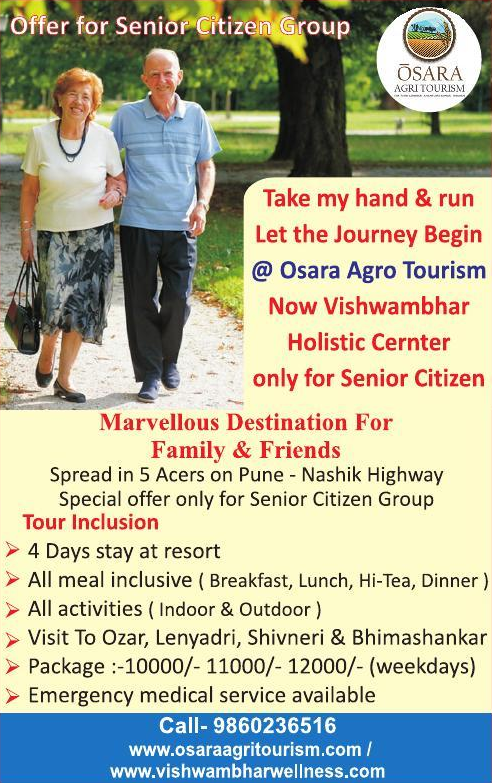 Offer for Senior Citizen Group
ŌSARA
AGRI TOURISM
Take my hand & run
Let the Journey Begin
@ Osara Agro Tourism
Now Vishwambhar
Holistic Cernter
only for Senior Citizen
Marvellous Destination For
Family & Friends
Spread in 5 Acers on Pune - Nashik Highway
Special offer only for Senior Citizen Group
Tour Inclusion
➢ 4 Days stay at resort
➢ All meal inclusive ( Breakfast, Lunch, Hi-Tea, Dinner )
➢ All activities ( Indoor & Outdoor )
➢ Visit To Ozar, Lenyadri, Shivneri & Bhimashankar
➢ Package :-10000/- 11000/- 12000/- (weekdays)
➢ Emergency medical service available
Call- 9860236516
www.osaraagritourism.com /
www.vishwambharwellness.com